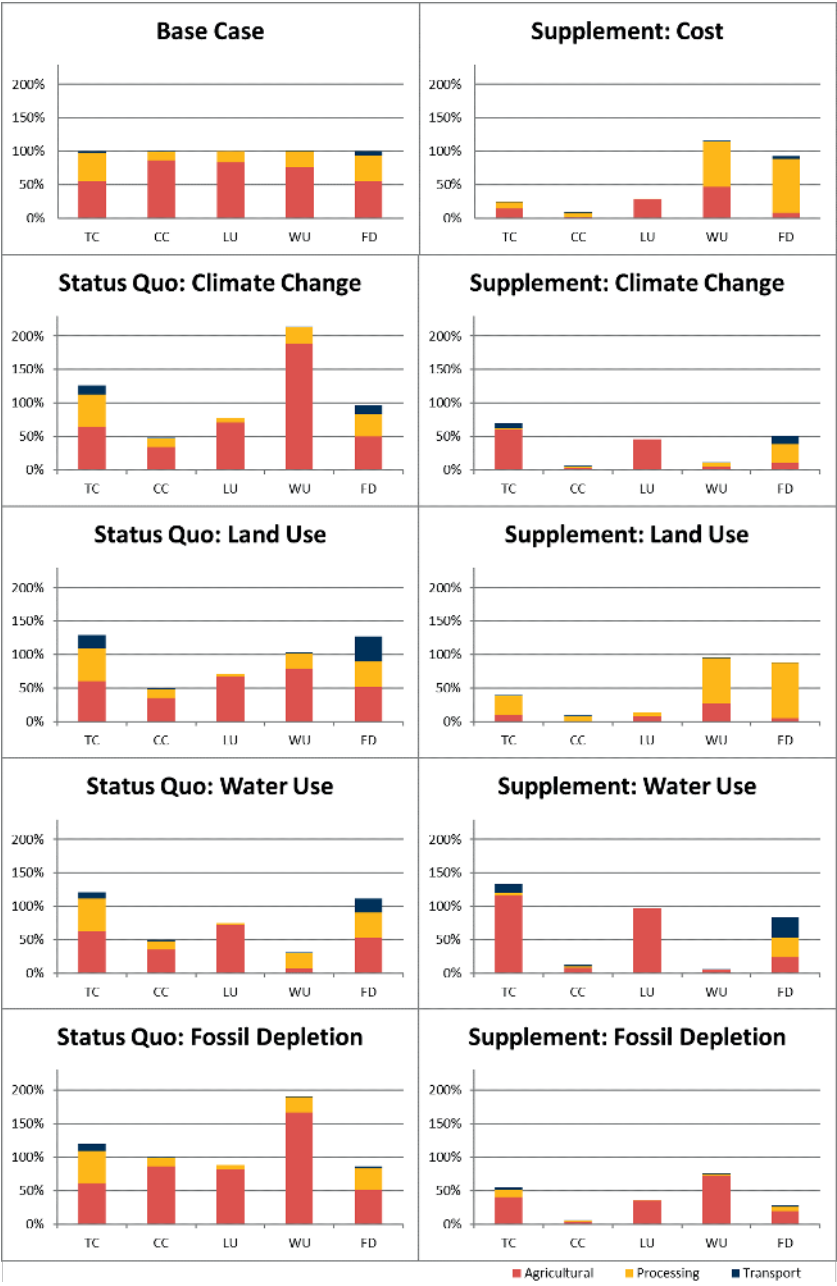 Base Case
200%
150%
100%
50%
0%
TC CC LU WU FD
Supplement: Cost
200%
150%
100%
50%
0%
TC CC LU WU FD
Status Quo: Climate Change
200%
150%
100%
50%
0%
TC CC LU WU FD
Supplement: Climate Change
200%
150%
100%
50%
0%
TC CC LU WU FD
Status Quo: Land Use
200%
150%
100%
50%
0%
TC CC LU WU FD
Supplement: Land Use
200%
150%
100%
50%
0%
TC CC LU WU FD
Status Quo: Water Use
200%
150%
100%
50%
0%
TC CC LU WU FD
Supplement: Water Use
200%
150%
100%
50%
0%
TC CC LU WU FD
Status Quo: Fossil Depletion
200%
150%
100%
50%
0%
TC CC LU WU FD
Supplement: Fossil Depletion
200%
150%
100%
50%
0%
TC CC LU WU FD
Agricultural Processing Transport